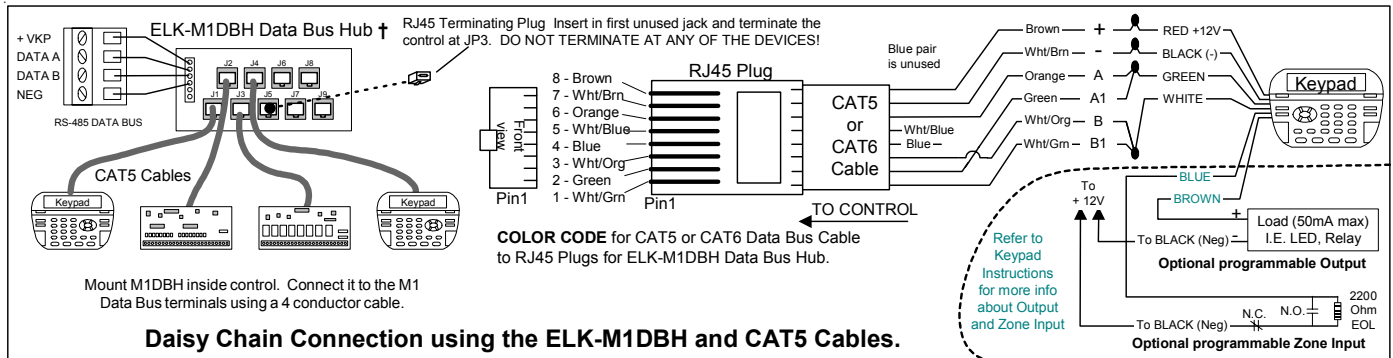 ELK-M1DBH Data Bus Hub †
RJ45 Terminating Plug Insert in first unused jack and terminate the
control at JP3. DO NOT TERMINATE AT ANY OF THE DEVICES!
+ VKP
DATA A
DATA B
NEG
RS-485 DATA BUS
J2
J4
J6
J8
J1
J3
J5
J7
J9
CAT5 Cables
Keypad
Keypad
Mount M1DBH inside control. Connect it to the M1
Data Bus terminals using a 4 conductor cable.
RJ45 Plug
8 - Brown
7 - Wht/Brn
6 - Orange
5 - Wht/Blue
4 - Blue
3 - Wht/Org
2 - Green
1 - Wht/Grn
Front
view
Pin1
Pin1
CAT5
or
CAT6
Cable
TO CONTROL
COLOR CODE for CAT5 or CAT6 Data Bus Cable
to RJ45 Plugs for ELK-M1DBH Data Bus Hub.
Blue pair
is unused
Brown + RED +12V
Wht/Brn - BLACK (-)
Orange A GREEN
Green A1 WHITE
Wht/Blue
Blue
Wht/Org B
Wht/Grn B1
Keypad
BLUE
BROWN
To
+ 12V
+
Load (50mA max)
I.E. LED, Relay
To BLACK (Neg) -
Optional programmable Output
Refer to
Keypad
Instructions
for more info
about Output
and Zone Input
N.C.
N.O.
2200
Ohm
EOL
To BLACK (Neg)
Optional programmable Zone Input
Daisy Chain Connection using the ELK-M1DBH and CAT5 Cables.